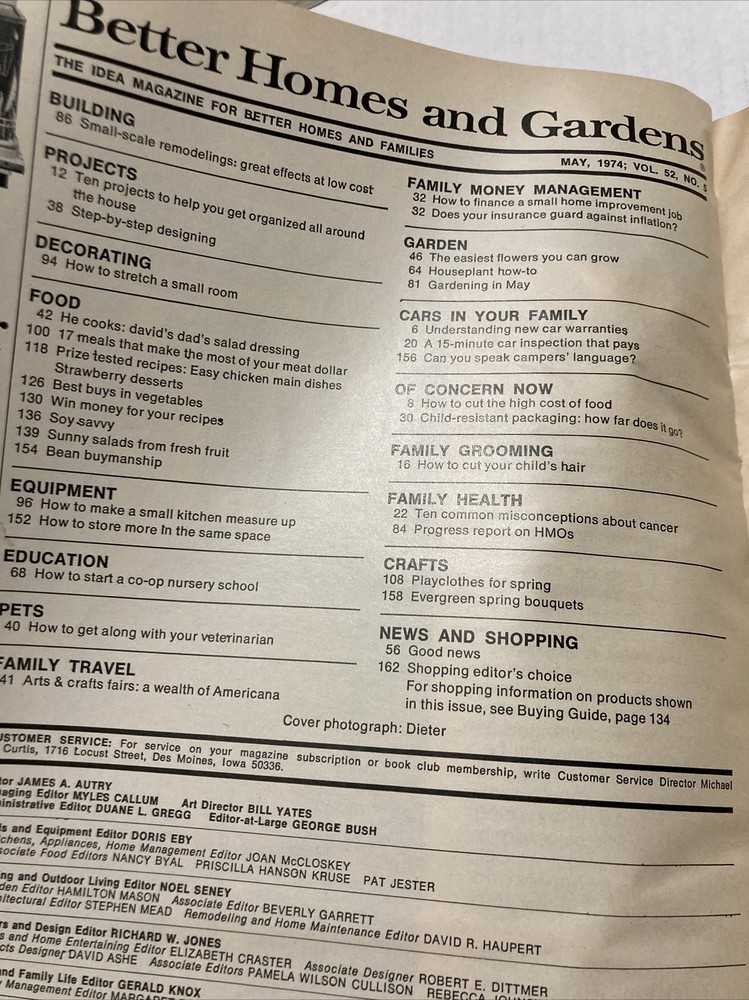 Better Homes and Gardens
®
THE IDEA MAGAZINE FOR BETTER HOMES AND FAMILIES
MAY, 1974; VOL. 52, NO. 5
BUILDING
86 Small-scale remodelings: great effects at low cost
PROJECTS
12 Ten projects to help you get organized all around
the house
38 Step-by-step designing
DECORATING
94 How to stretch a small room
FOOD
42 He cooks: david's dad's salad dressing
100 17 meals that make the most of your meat dollar
118 Prize tested recipes: Easy chicken main dishes
Strawberry desserts
126 Best buys in vegetables
130 Win money for your recipes
136 Soy savvy
139 Sunny salads from fresh fruit
154 Bean buymanship
EQUIPMENT
96 How to make a small kitchen measure up
152 How to store more in the same space
EDUCATION
68 How to start a co-op nursery school
PETS
40 How to get along with your veterinarian
FAMILY TRAVEL
41 Arts & crafts fairs: a wealth of Americana
FAMILY MONEY MANAGEMENT
32 How to finance a small home improvement job
32 Does your insurance guard against inflation?
GARDEN
46 The easiest flowers you can grow
64 Houseplant how-to
81 Gardening in May
CARS IN YOUR FAMILY
6 Understanding new car warranties
20 A 15-minute car inspection that pays
156 Can you speak campers' language?
OF CONCERN NOW
8 How to cut the high cost of food
30 Child-resistant packaging: how far does it go?
FAMILY GROOMING
16 How to cut your child's hair
FAMILY HEALTH
22 Ten common misconceptions about cancer
84 Progress report on HMOs
CRAFTS
108 Playclothes for spring
158 Evergreen spring bouquets
NEWS AND SHOPPING
56 Good news
162 Shopping editor's choice
For shopping information on products shown
in this issue, see Buying Guide, page 134
Cover photograph: Dieter
USTOMER SERVICE: For service on your magazine subscription or book club membership, write Customer Service Director Michael
Curtis, 1716 Locust Street, Des Moines, Iowa 50336.
tor JAMES A. AUTRY
aging Editor MYLES CALLUM Art Director BILL YATES
inistrative Editor DUANE L. GREGG Editor-at-Large GEORGE BUSH
s and Equipment Editor DORIS EBY
chens, Appliances, Home Management Editor JOAN McCLOSKEY
sociate Food Editors NANCY BYAL PRISCILLA HANSON KRUSE PAT JESTER
ng and Outdoor Living Editor NOEL SENEY
den Editor HAMILTON MASON Associate Editor BEVERLY GARRETT
itectural Editor STEPHEN MEAD Remodeling and Home Maintenance Editor DAVID R. HAUPERT
rs and Design Editor RICHARD W. JONES
s and Home Entertaining Editor ELIZABETH CRASTER Associate Designer ROBERT E. DITTMER
cts Designer DAVID ASHE Associate Editors PAMELA WILSON CULLISON REBECCA
and Family Life Editor GERALD KNOX
Management Editor